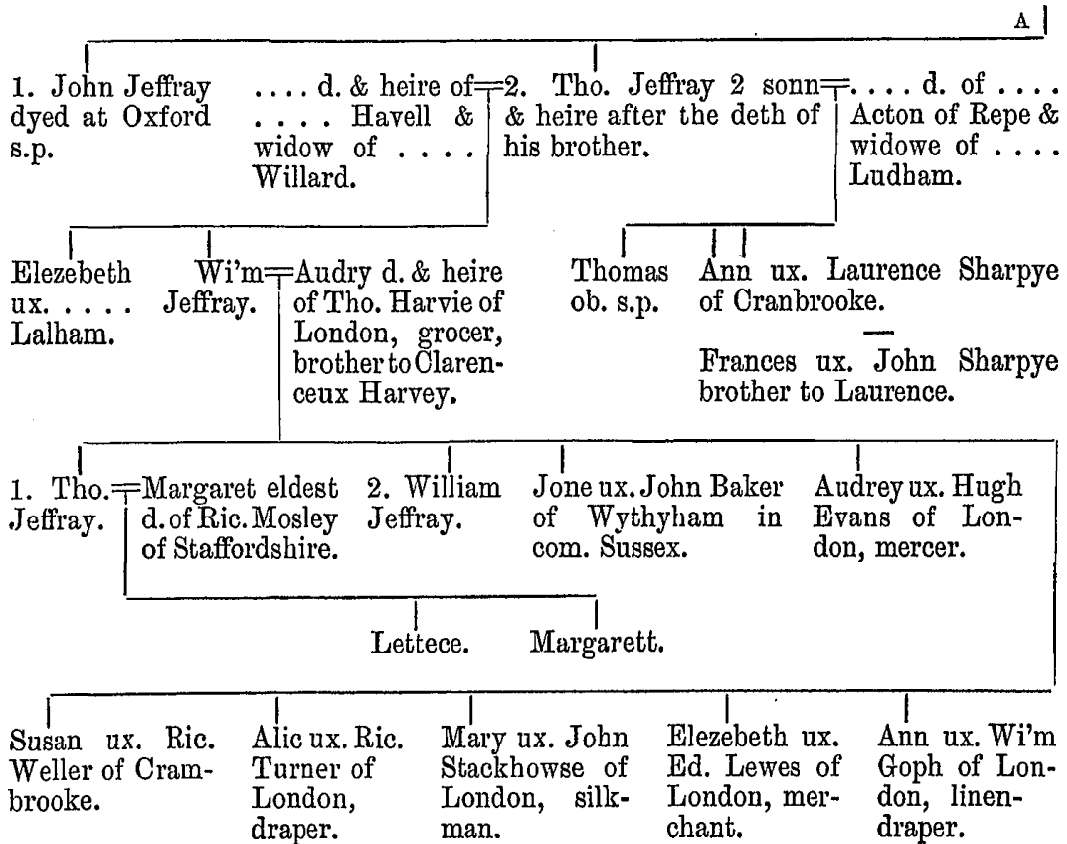 A
1. John Jeffray
dyed at Oxford
s.p.
.... d. & heire of
.... Havell &
widow of ....
Willard.
2. Tho. Jeffray 2 sonn
& heire after the deth of
his brother.
.... d. of ....
Acton of Repe &
widowe of ....
Ludham.
Elezebeth
ux. ....
Lalham.
Wi'm
Jeffray.
Audry d. & heire
of Tho. Harvie of
London, grocer,
brother to Claren-
ceux Harvey.
Thomas
ob. s.p.
Ann ux. Laurence Sharpye
of Cranbrooke.
Frances ux. John Sharpye
brother to Laurence.
1. Tho.
Jeffray.
Margaret eldest
d. of Ric. Mosley
of Staffordshire.
2. William
Jeffray.
Jone ux. John Baker
of Wythyham in
com. Sussex.
Audrey ux. Hugh
Evans of Lon-
don, mercer.
Lettece.
Margarett.
Susan ux. Ric.
Weller of Cram-
brooke.
Alic ux. Ric.
Turner of
London,
draper.
Mary ux. John
Stackhowse of
London, silk-
man.
Elezebeth ux.
Ed. Lewes of
London, mer-
chant.
Ann ux. Wi'm
Goph of Lon-
don, linen-
draper.